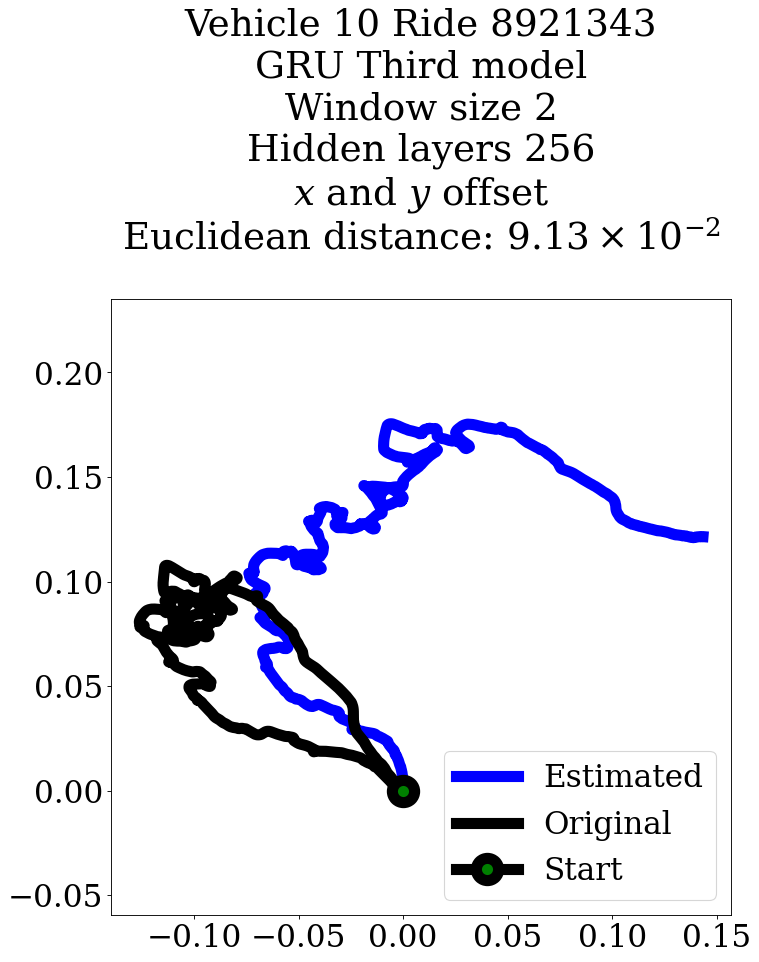 Vehicle 10 Ride 8921343
GRU Third model
Window size 2
Hidden layers 256
x and y offset
Euclidean distance: 9.13 × 10⁻²
0.20
0.15
0.10
0.05
0.00
−0.05
Estimated
Original
Start
−0.10 −0.05 0.00 0.05 0.10 0.15